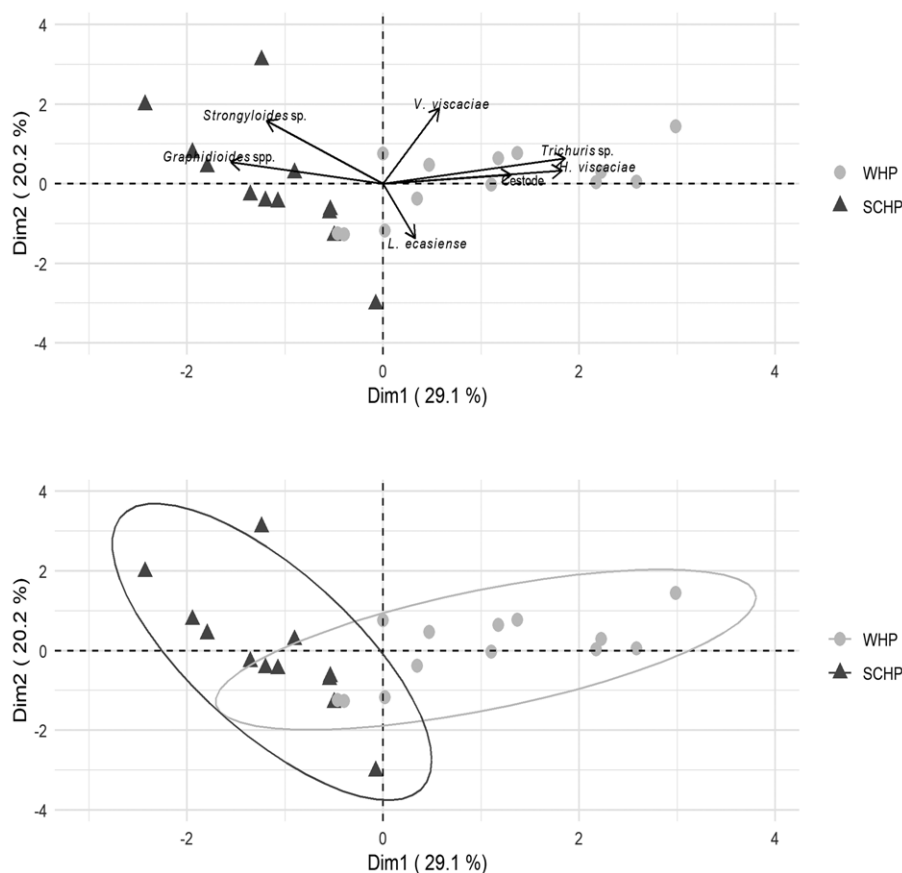 4
2
0
-2
-4
Dim2 ( 20.2 %)
Strongyloides sp.
V. viscaciae
Graphidioides spp.
Trichuris sp.
H. viscaciae
Cestode
L. ecasiense
-2
0
2
4
Dim1 ( 29.1 %)
WHP
SCHP
4
2
0
-2
-4
Dim2 ( 20.2 %)
-2
0
2
4
Dim1 ( 29.1 %)
WHP
SCHP